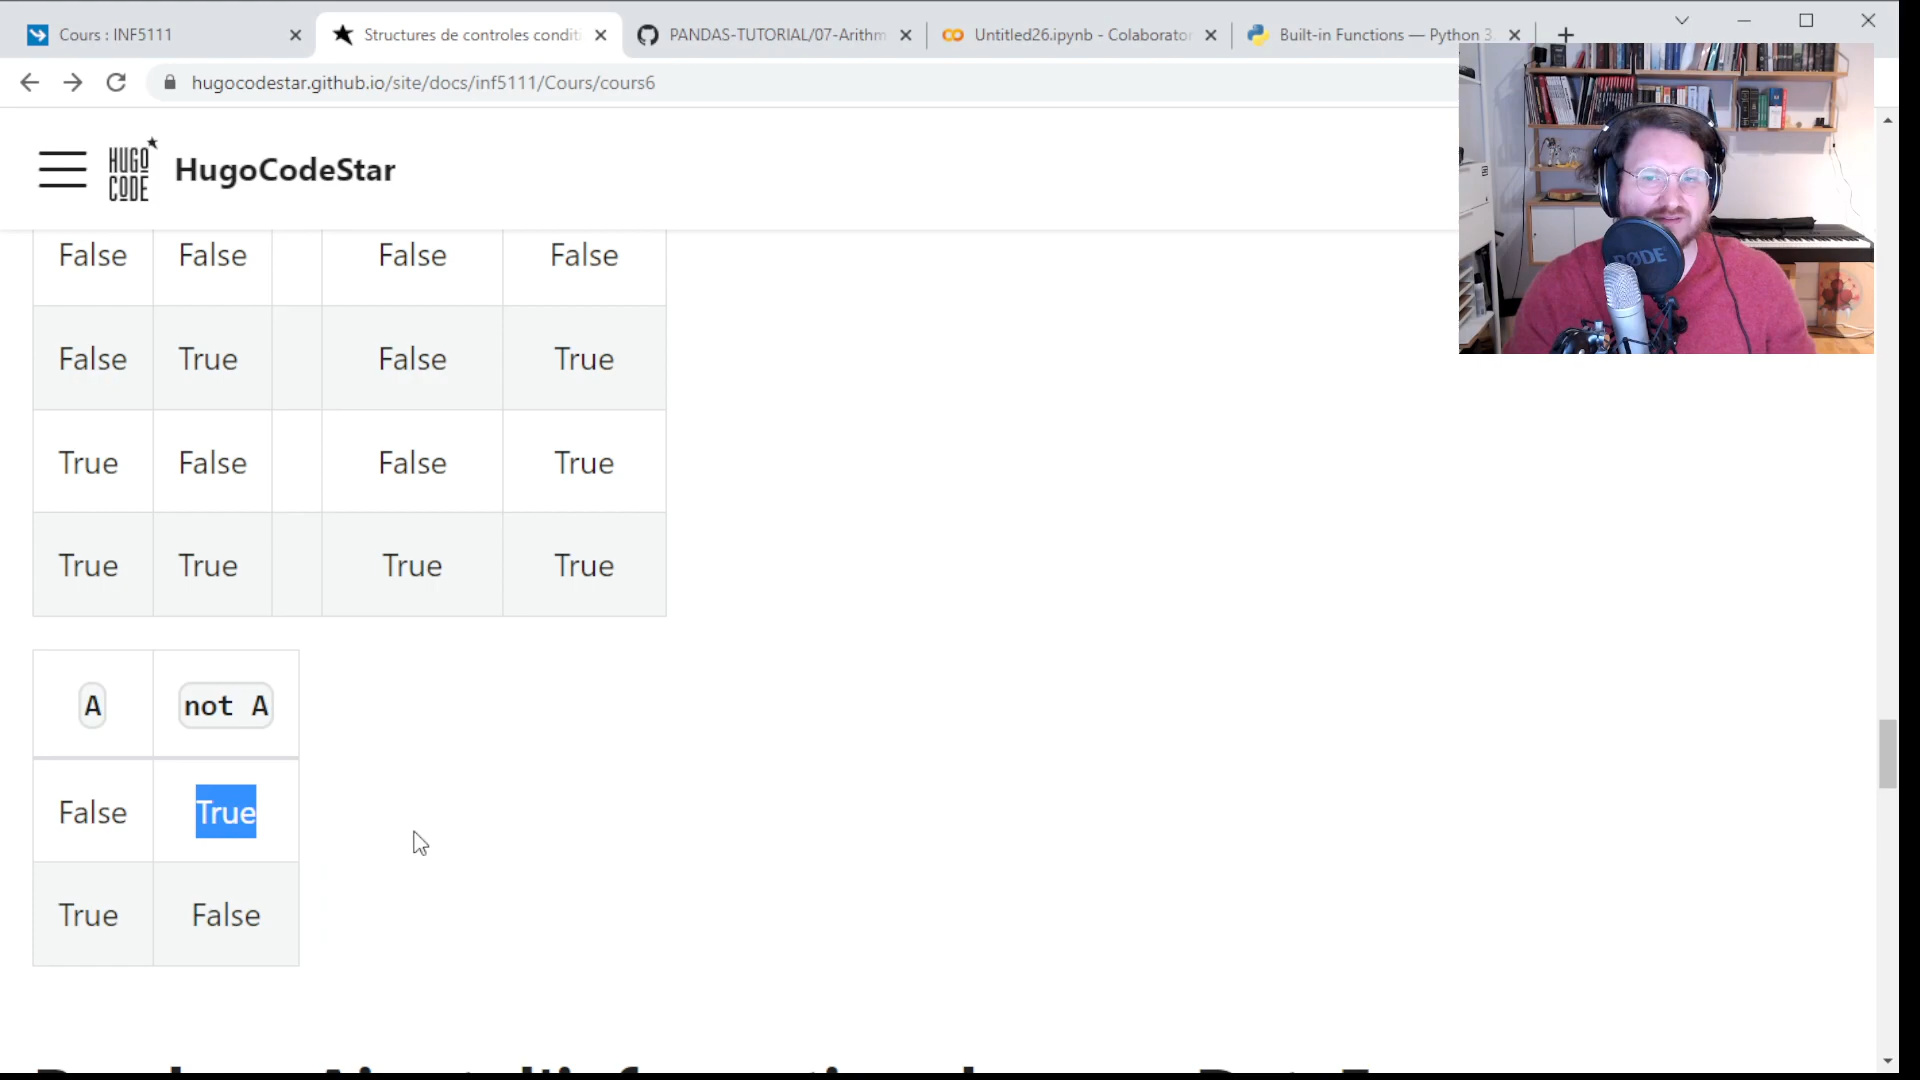 Cours : INF5111
Structures de controles condit
PANDAS-TUTORIAL/07-Arithm
Untitled26.ipynb - Colaborator
Built-in Functions — Python 3.
hugocodestar.github.io/site/docs/inf5111/Cours/cours6
HUGO CODE
HugoCodeStar
False False False False
False True False True
True False False True
True True True True
A not A
False True
True False
RØDE